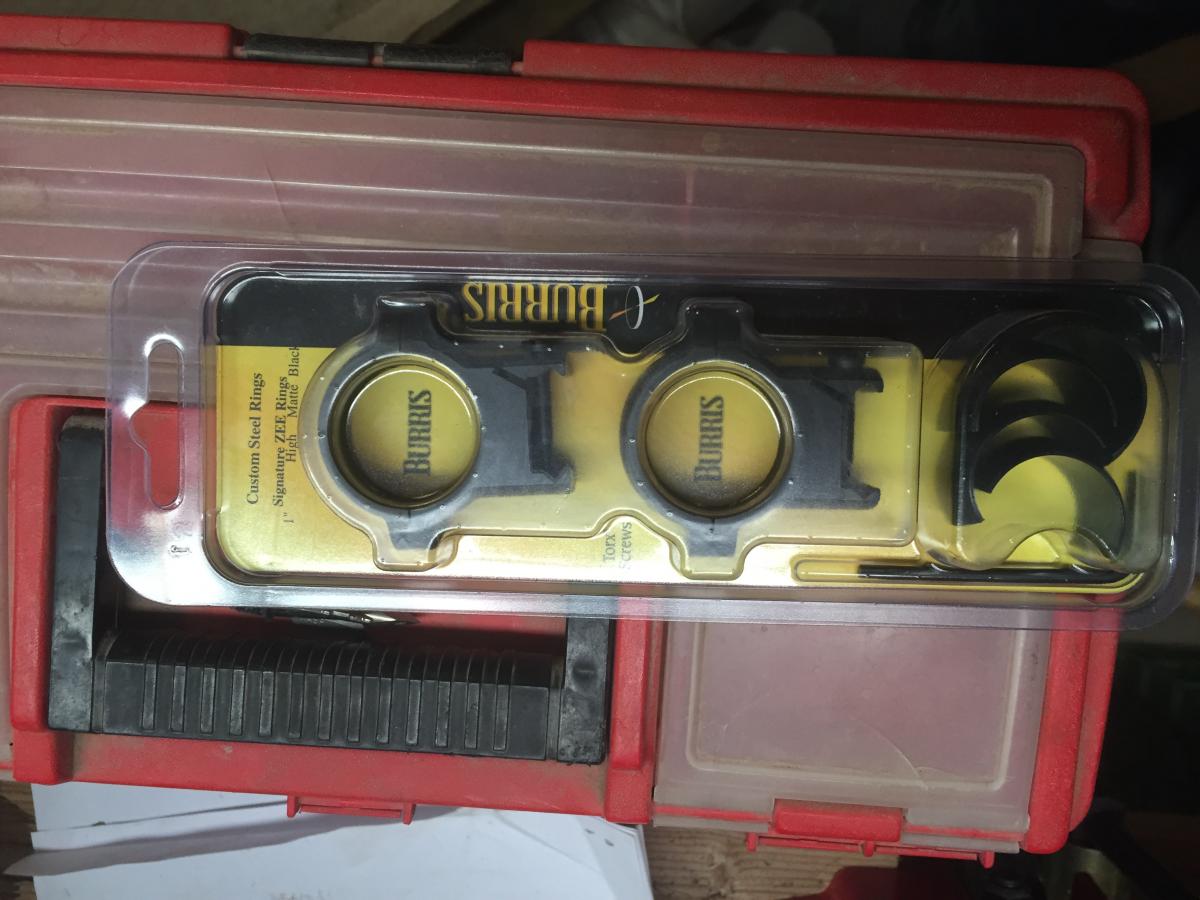 BURRIS
Custom Steel Rings
Signature ZEE Rings
1" High Matte Black
BURRIS
BURRIS
Torx
Screws